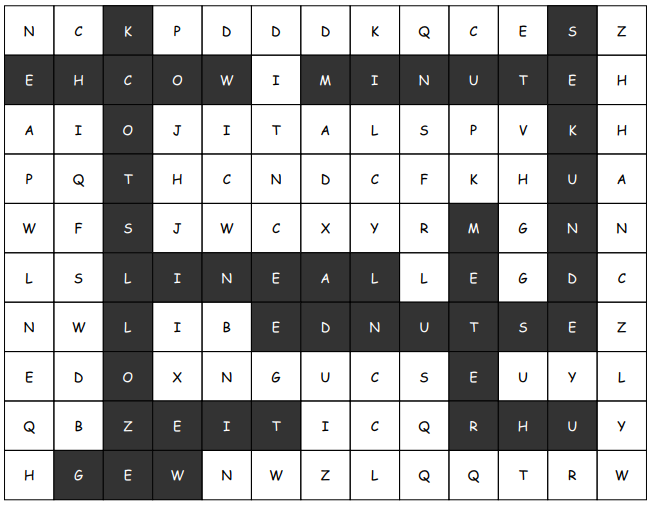 N C K P D D D K Q C E S Z
E H C O W I M I N U T E H
A I O J I T A L S P V K H
P Q T H C N D C F K H U A
W F S J W C X Y R M G N N
L S L I N E A L L E G D C
N W L I B E D N U T S E Z
E D O X N G U C S E U Y L
Q B Z E I T I C Q R H U Y
H G E W N W Z L Q Q T R W